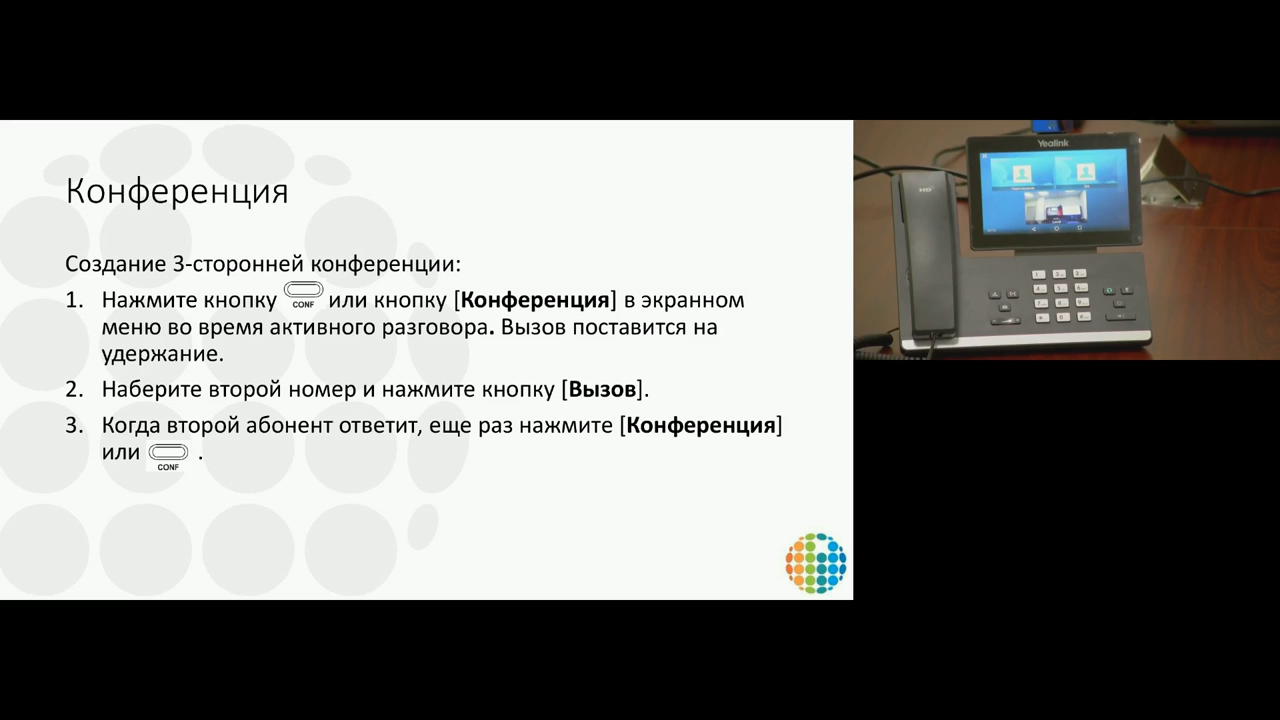 Конференция
Создание 3-сторонней конференции:
1. Нажмите кнопку CONF или кнопку [Конференция] в экранном
меню во время активного разговора. Вызов поставится на
удержание.
2. Наберите второй номер и нажмите кнопку [Вызов].
3. Когда второй абонент ответит, еще раз нажмите [Конференция]
или CONF .
Yealink
HD